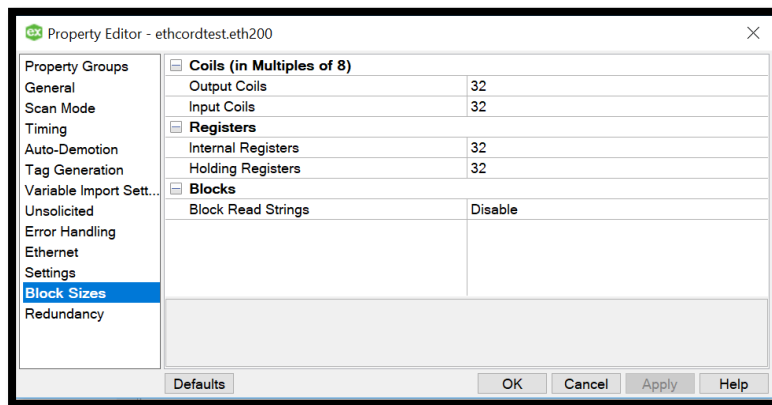 ex Property Editor - ethcordtest.eth200
Property Groups
General
Scan Mode
Timing
Auto-Demotion
Tag Generation
Variable Import Sett...
Unsolicited
Error Handling
Ethernet
Settings
Block Sizes
Redundancy
Coils (in Multiples of 8)
Output Coils 32
Input Coils 32
Registers
Internal Registers 32
Holding Registers 32
Blocks
Block Read Strings Disable
Defaults OK Cancel Apply Help